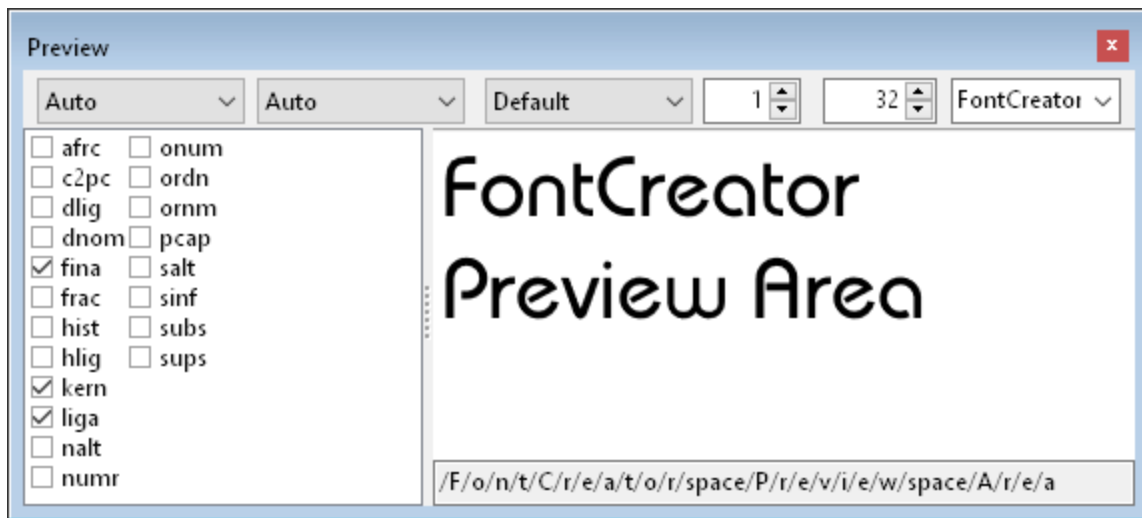 Preview
Auto
Auto
Default
1
32
FontCreator
afrc
onum
c2pc
ordn
dlig
ornm
dnom
pcap
fina
salt
frac
sinf
hist
subs
hlig
sups
kern
liga
nalt
numr
FontCreator
Preview Area
/F/o/n/t/C/r/e/a/t/o/r/space/P/r/e/v/i/e/w/space/A/r/e/a